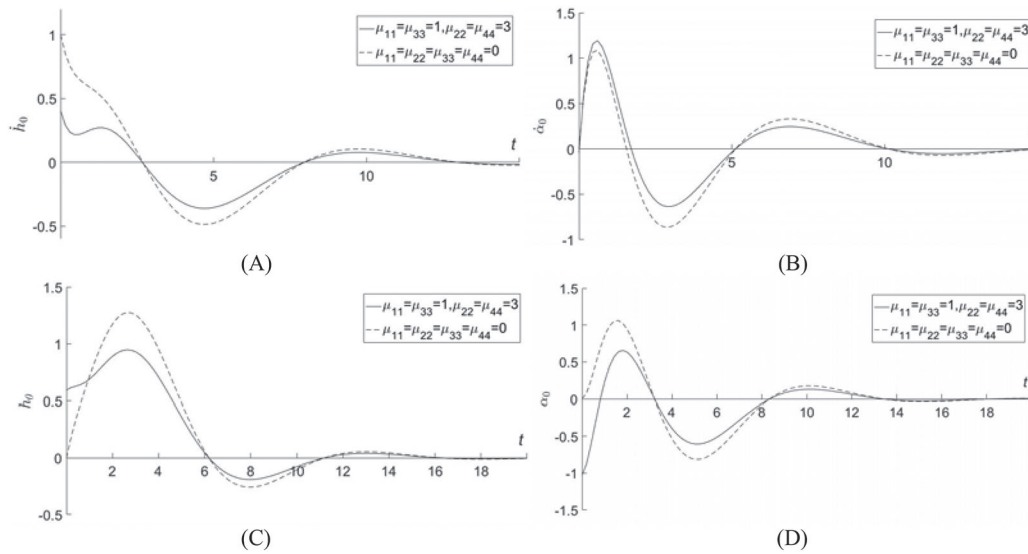 μ₁₁=μ₃₃=1,μ₂₂=μ₄₄=3
μ₁₁=μ₂₂=μ₃₃=μ₄₄=0
1
0.5
0
-0.5
ḣ₀
t
5
10
(A)
μ₁₁=μ₃₃=1,μ₂₂=μ₄₄=3
μ₁₁=μ₂₂=μ₃₃=μ₄₄=0
1.5
1
0.5
0
-0.5
-1
α̇₀
t
5
10
(B)
μ₁₁=μ₃₃=1,μ₂₂=μ₄₄=3
μ₁₁=μ₂₂=μ₃₃=μ₄₄=0
1.5
1
0.5
0
-0.5
h₀
t
2 4 6 8 10 12 14 16 18
(C)
μ₁₁=μ₃₃=1,μ₂₂=μ₄₄=3
μ₁₁=μ₂₂=μ₃₃=μ₄₄=0
1.5
1
0.5
0
-0.5
-1
-1.5
α₀
t
2 4 6 8 10 12 14 16 18
(D)